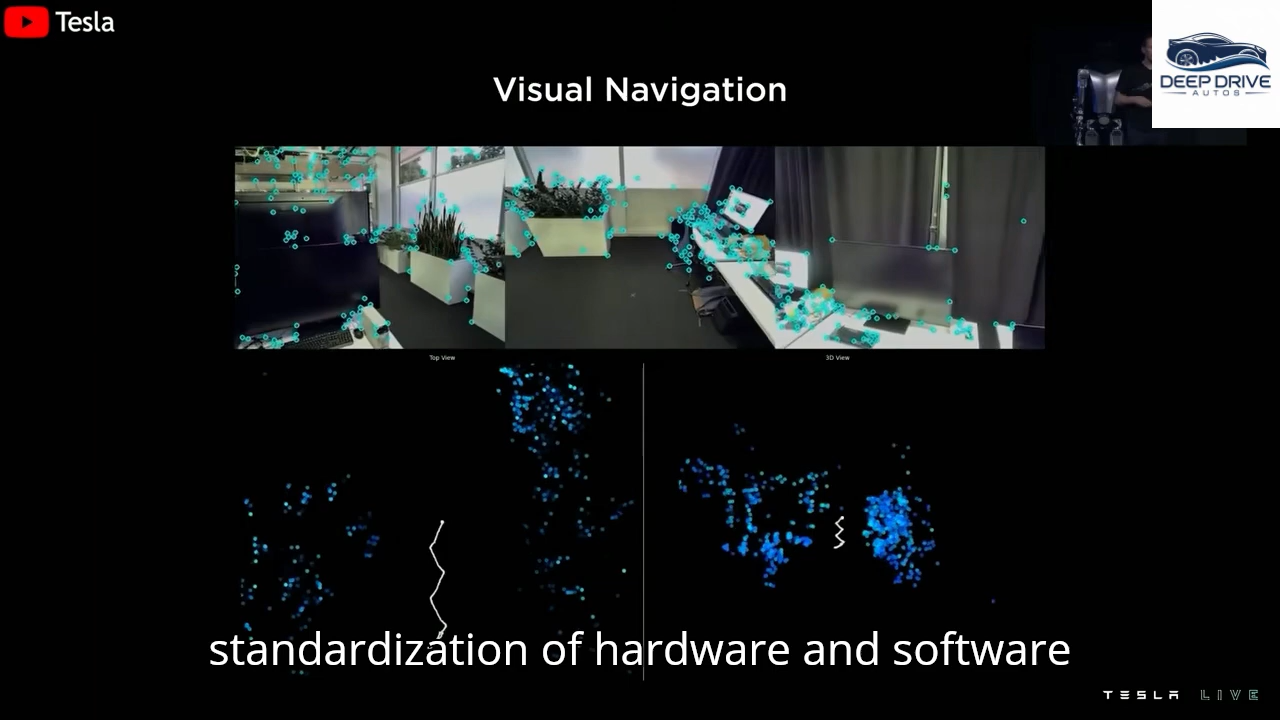 Tesla
DEEP DRIVE
AUTOS
Visual Navigation
Top View
3D View
standardization of hardware and software
TESLA LIVE